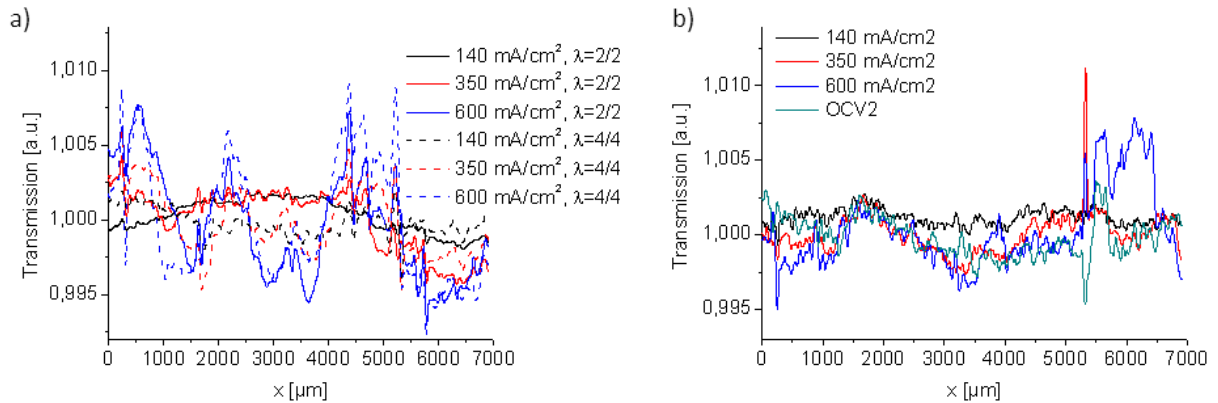 a)
Transmission [a.u.]
1,010
1,005
1,000
0,995
0 1000 2000 3000 4000 5000 6000 7000
x [µm]
140 mA/cm², λ=2/2
350 mA/cm², λ=2/2
600 mA/cm², λ=2/2
140 mA/cm², λ=4/4
350 mA/cm², λ=4/4
600 mA/cm², λ=4/4
b)
Transmission [a.u.]
1,010
1,005
1,000
0,995
0 1000 2000 3000 4000 5000 6000 7000
x [µm]
140 mA/cm2
350 mA/cm2
600 mA/cm2
OCV2